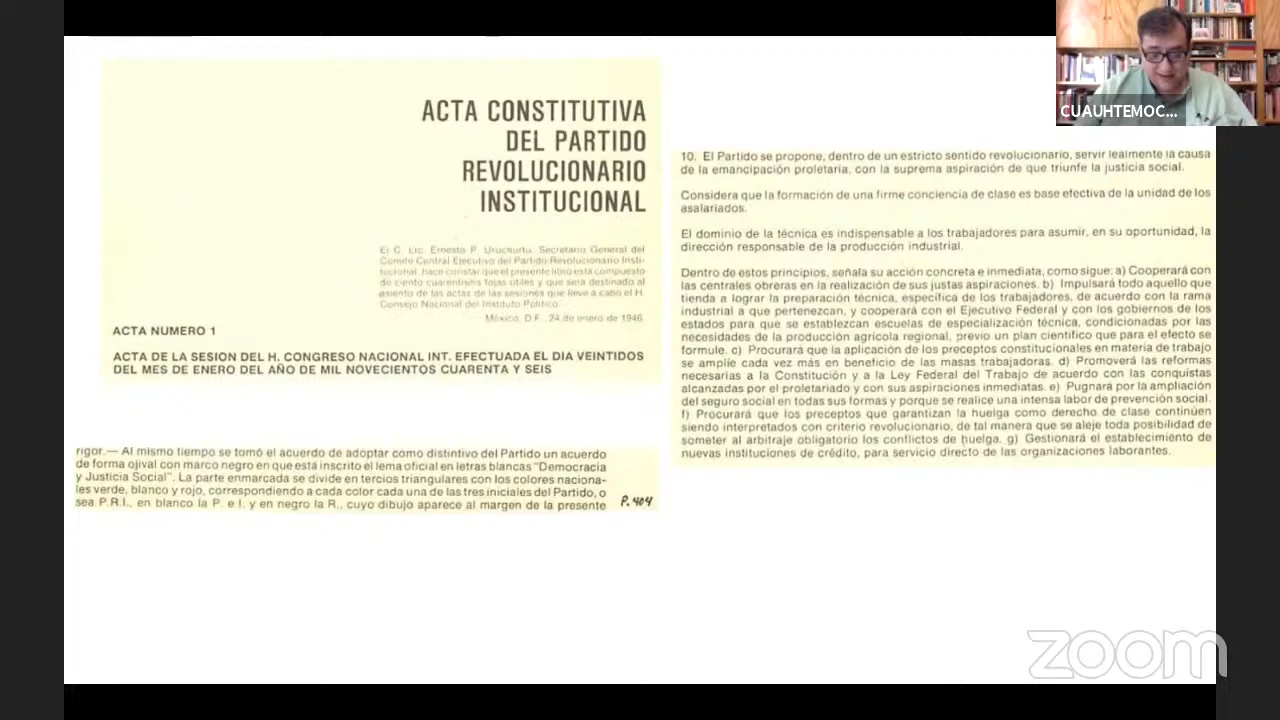 ACTA CONSTITUTIVA
DEL PARTIDO
REVOLUCIONARIO
INSTITUCIONAL
El C. Lic. Ernesto P. Uruchurtu, Secretario General del
Comité Central Ejecutivo del Partido Revolucionario Insti-
tucional, hace constar que el presente libro está compuesto
de ciento cuarentiséis fojas útiles y que será destinado al
asiento de las actas de las sesiones que lleve a cabo el H.
Consejo Nacional del Instituto Político.
México, D.F., 24 de enero de 1946.
ACTA NUMERO 1
ACTA DE LA SESION DEL H. CONGRESO NACIONAL INT. EFECTUADA EL DIA VEINTIDOS
DEL MES DE ENERO DEL AÑO DE MIL NOVECIENTOS CUARENTA Y SEIS
rigor.— Al mismo tiempo se tomó el acuerdo de adoptar como distintivo del Partido un acuerdo
de forma ojival con marco negro en que está inscrito el lema oficial en letras blancas "Democracia
y Justicia Social". La parte enmarcada se divide en tercios triangulares con los colores naciona-
les verde, blanco y rojo, correspondiendo a cada color cada una de las tres iniciales del Partido, o
sea P.R.I., en blanco la P. e I. y en negro la R., cuyo dibujo aparece al margen de la presente
P. 404
10. El Partido se propone, dentro de un estricto sentido revolucionario, servir lealmente la causa
de la emancipación proletaria, con la suprema aspiración de que triunfe la justicia social.
Considera que la formación de una firme conciencia de clase es base efectiva de la unidad de los
asalariados.
El dominio de la técnica es indispensable a los trabajadores para asumir, en su oportunidad, la
dirección responsable de la producción industrial.
Dentro de estos principios, señala su acción concreta e inmediata, como sigue: a) Cooperará con
las centrales obreras en la realización de sus justas aspiraciones. b) Impulsará todo aquello que
tienda a lograr la preparación técnica, específica de los trabajadores, de acuerdo con la rama
industrial a que pertenezcan, y cooperará con el Ejecutivo Federal y con los gobiernos de los
estados para que se establezcan escuelas de especialización técnica, condicionadas por las
necesidades de la producción agrícola regional, previo un plan científico que para el efecto se
formule. c) Procurará que la aplicación de los preceptos constitucionales en materia de trabajo
se amplíe cada vez más en beneficio de las masas trabajadoras. d) Promoverá las reformas
necesarias a la Constitución y a la Ley Federal del Trabajo de acuerdo con las conquistas
alcanzadas por el proletariado y con sus aspiraciones inmediatas. e) Pugnará por la ampliación
del seguro social en todas sus formas y porque se realice una intensa labor de prevención social.
f) Procurará que los preceptos que garantizan la huelga como derecho de clase continúen
siendo interpretados con criterio revolucionario, de tal manera que se aleje toda posibilidad de
someter al arbitraje obligatorio los conflictos de huelga. g) Gestionará el establecimiento de
nuevas instituciones de crédito, para servicio directo de las organizaciones laborantes.
CUAUHTEMOC...
zoom